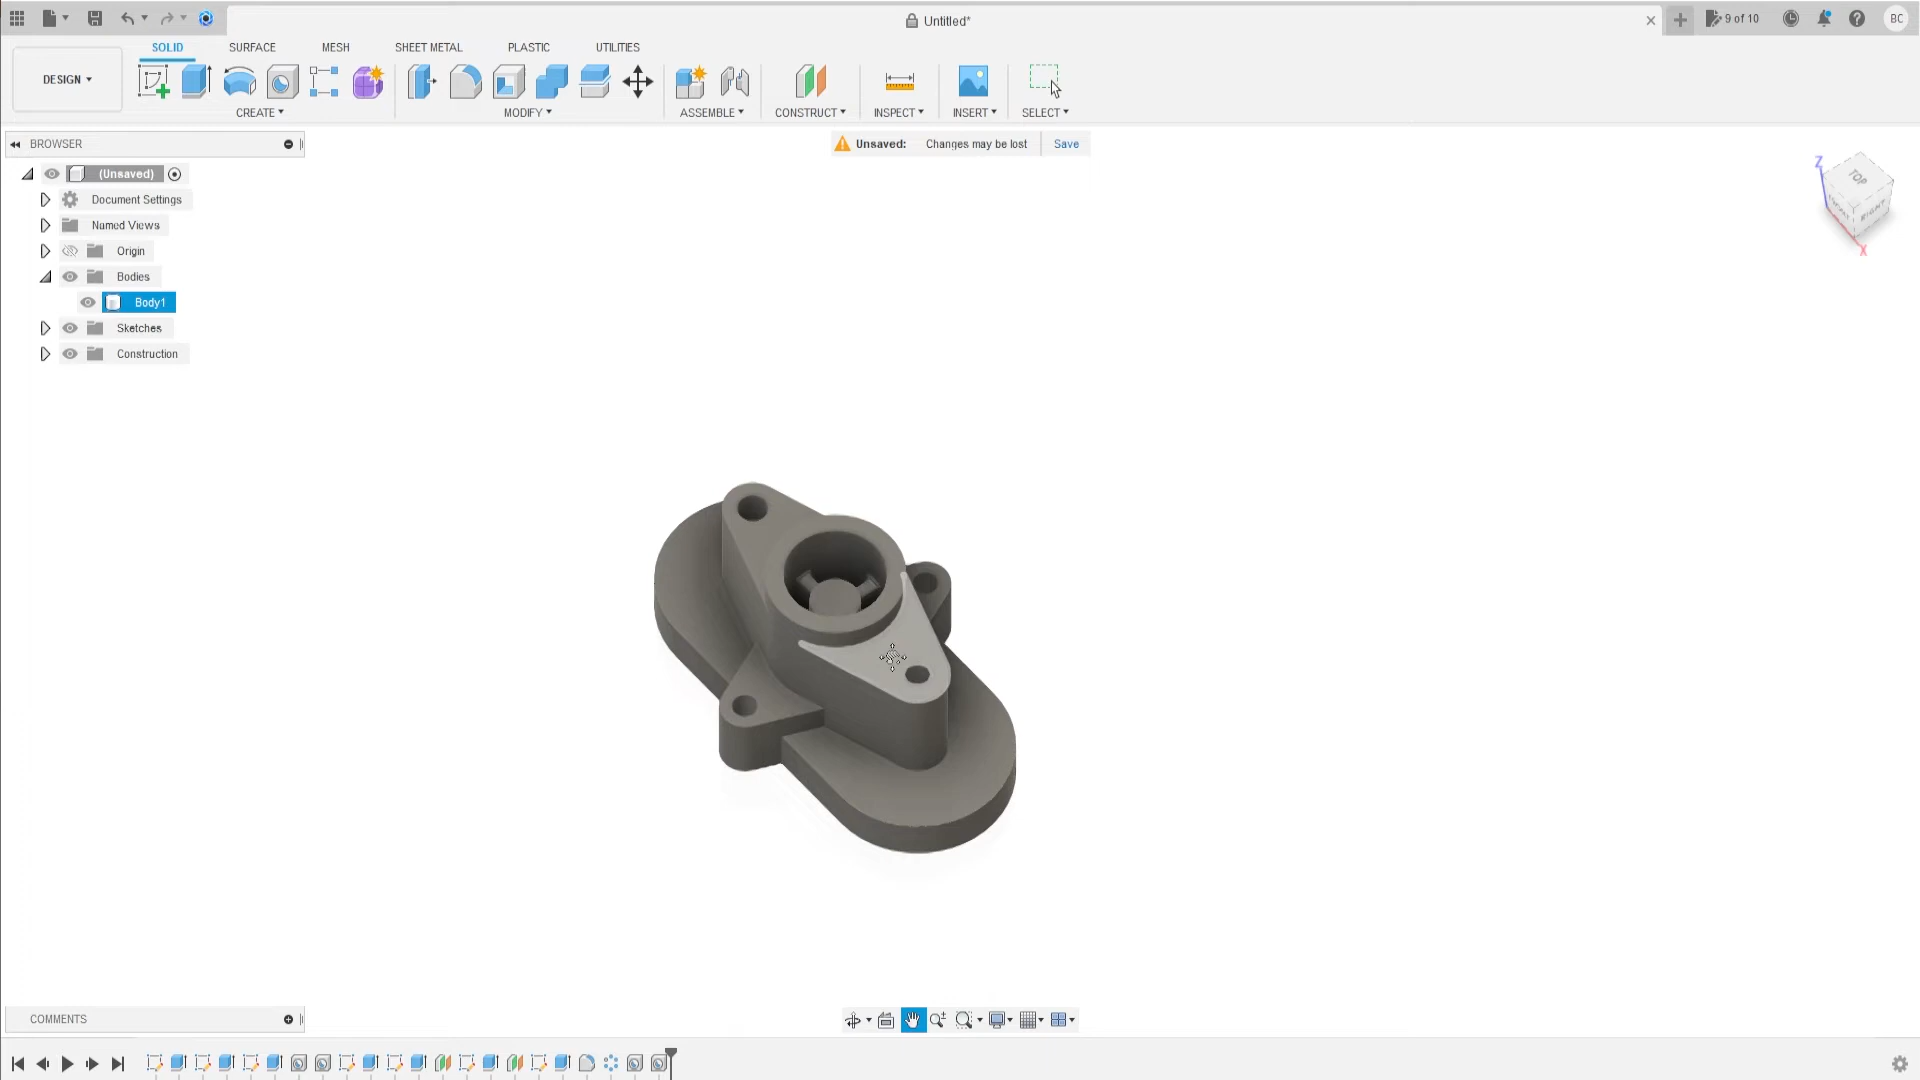 Untitled*
9 of 10
BC
DESIGN
SOLID
SURFACE
MESH
SHEET METAL
PLASTIC
UTILITIES
CREATE
MODIFY
ASSEMBLE
CONSTRUCT
INSPECT
INSERT
SELECT
BROWSER
Unsaved: Changes may be lost Save
(Unsaved)
Document Settings
Named Views
Origin
Bodies
Body1
Sketches
Construction
Z
TOP
RIGHT
X
COMMENTS